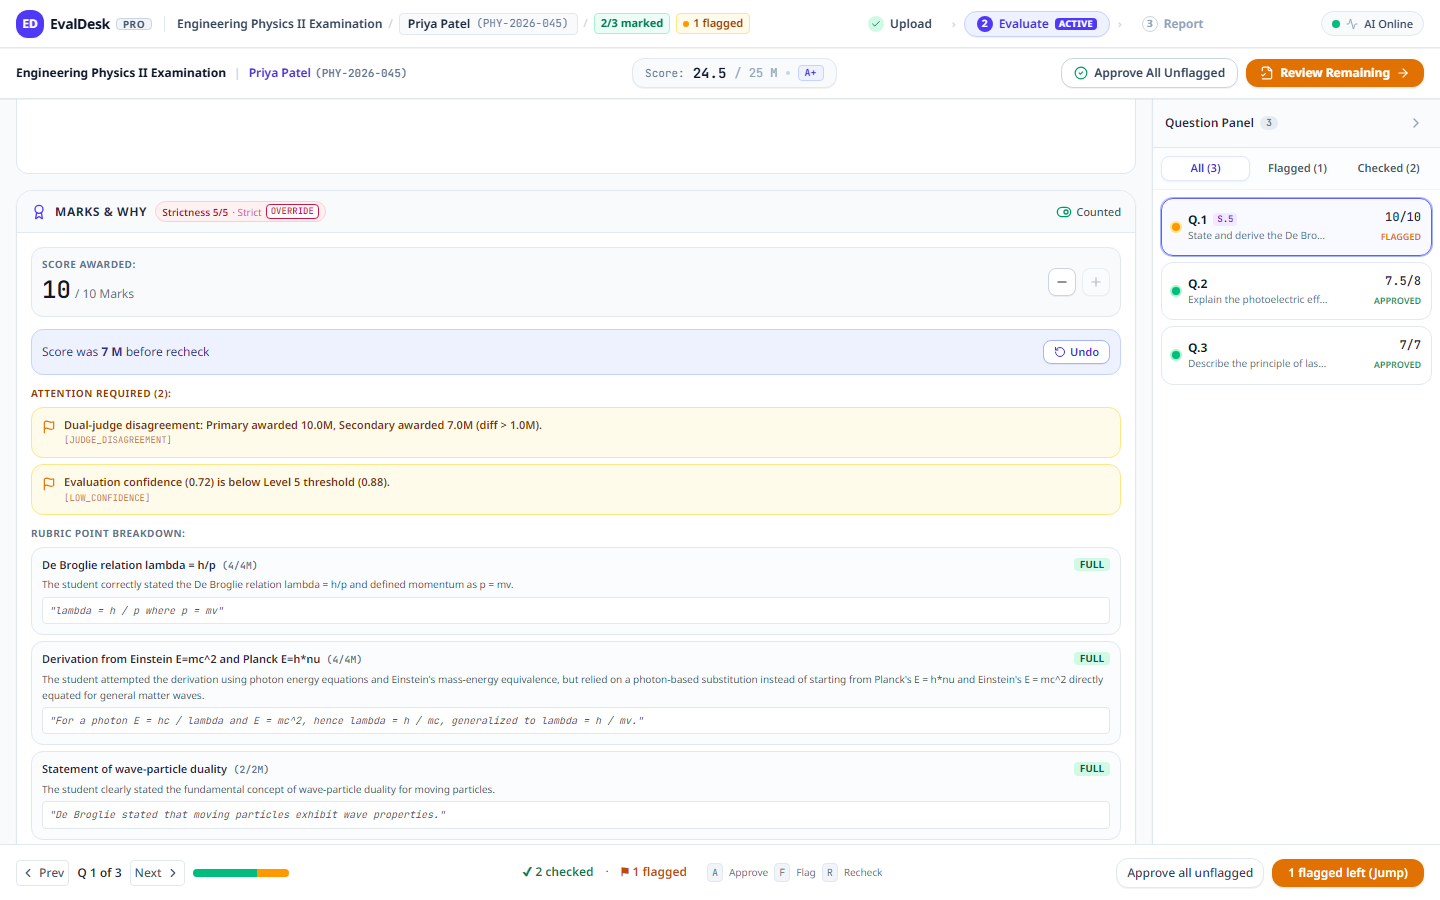 ED EvalDesk PRO Engineering Physics II Examination / Priya Patel (PHY-2026-045) / 2/3 marked 1 flagged Upload › 2 Evaluate ACTIVE › 3 Report AI Online
Engineering Physics II Examination | Priya Patel (PHY-2026-045) Score: 24.5 / 25 M • A+ Approve All Unflagged Review Remaining →
MARKS & WHY Strictness 5/5 · Strict OVERRIDE Counted
SCORE AWARDED:
10 / 10 Marks − +
Score was 7 M before recheck Undo
ATTENTION REQUIRED (2):
Dual-judge disagreement: Primary awarded 10.0M, Secondary awarded 7.0M (diff > 1.0M).
[JUDGE_DISAGREEMENT]
Evaluation confidence (0.72) is below Level 5 threshold (0.88).
[LOW_CONFIDENCE]
RUBRIC POINT BREAKDOWN:
De Broglie relation lambda = h/p (4/4M) FULL
The student correctly stated the De Broglie relation lambda = h/p and defined momentum as p = mv.
"lambda = h / p where p = mv"
Derivation from Einstein E=mc^2 and Planck E=h*nu (4/4M) FULL
The student attempted the derivation using photon energy equations and Einstein's mass-energy equivalence, but relied on a photon-based substitution instead of starting from Planck's E = h*nu and Einstein's E = mc^2 directly
equated for general matter waves.
"For a photon E = hc / lambda and E = mc^2, hence lambda = h / mc, generalized to lambda = h / mv."
Statement of wave-particle duality (2/2M) FULL
The student clearly stated the fundamental concept of wave-particle duality for moving particles.
"De Broglie stated that moving particles exhibit wave properties."
Question Panel 3
All (3) Flagged (1) Checked (2)
Q.1 S.5 10/10
State and derive the De Bro... FLAGGED
Q.2 7.5/8
Explain the photoelectric eff... APPROVED
Q.3 7/7
Describe the principle of las... APPROVED
Prev Q 1 of 3 Next ✓ 2 checked · 1 flagged A Approve F Flag R Recheck Approve all unflagged 1 flagged left (Jump)